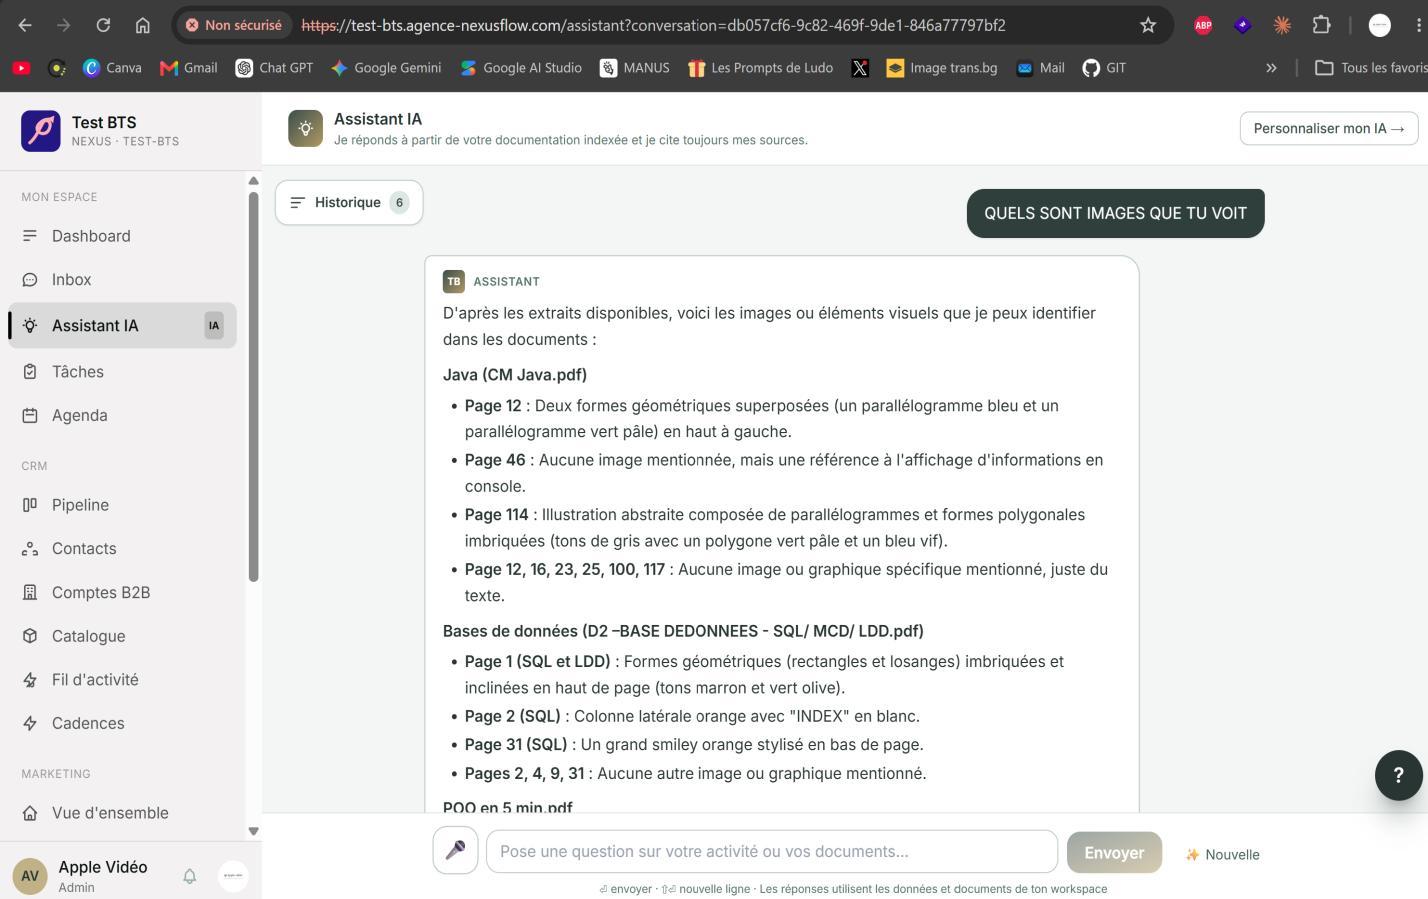 Non sécurisé
https://test-bts.agence-nexusflow.com/assistant?conversation=db057cf6-9c82-469f-9de1-846a77797bf2
ABP
Canva
Gmail
Chat GPT
Google Gemini
Google AI Studio
MANUS
Les Prompts de Ludo
Image trans.bg
Mail
GIT
»
Tous les favoris
Test BTS
NEXUS · TEST-BTS
Assistant IA
Je réponds à partir de votre documentation indexée et je cite toujours mes sources.
Personnaliser mon IA →
MON ESPACE
Dashboard
Inbox
Assistant IA
IA
Tâches
Agenda
CRM
Pipeline
Contacts
Comptes B2B
Catalogue
Fil d'activité
Cadences
MARKETING
Vue d'ensemble
AV
Apple Vidéo
Admin
Historique 6
QUELS SONT IMAGES QUE TU VOIT
TB ASSISTANT
D'après les extraits disponibles, voici les images ou éléments visuels que je peux identifier
dans les documents :
Java (CM Java.pdf)
• Page 12 : Deux formes géométriques superposées (un parallélogramme bleu et un
parallélogramme vert pâle) en haut à gauche.
• Page 46 : Aucune image mentionnée, mais une référence à l'affichage d'informations en
console.
• Page 114 : Illustration abstraite composée de parallélogrammes et formes polygonales
imbriquées (tons de gris avec un polygone vert pâle et un bleu vif).
• Page 12, 16, 23, 25, 100, 117 : Aucune image ou graphique spécifique mentionné, juste du
texte.
Bases de données (D2 –BASE DEDONNEES - SQL/ MCD/ LDD.pdf)
• Page 1 (SQL et LDD) : Formes géométriques (rectangles et losanges) imbriquées et
inclinées en haut de page (tons marron et vert olive).
• Page 2 (SQL) : Colonne latérale orange avec "INDEX" en blanc.
• Page 31 (SQL) : Un grand smiley orange stylisé en bas de page.
• Pages 2, 4, 9, 31 : Aucune autre image ou graphique mentionné.
POO en 5 min.pdf
?
Pose une question sur votre activité ou vos documents...
Envoyer
✨ Nouvelle
⏎ envoyer · ⇧⏎ nouvelle ligne · Les réponses utilisent les données et documents de ton workspace